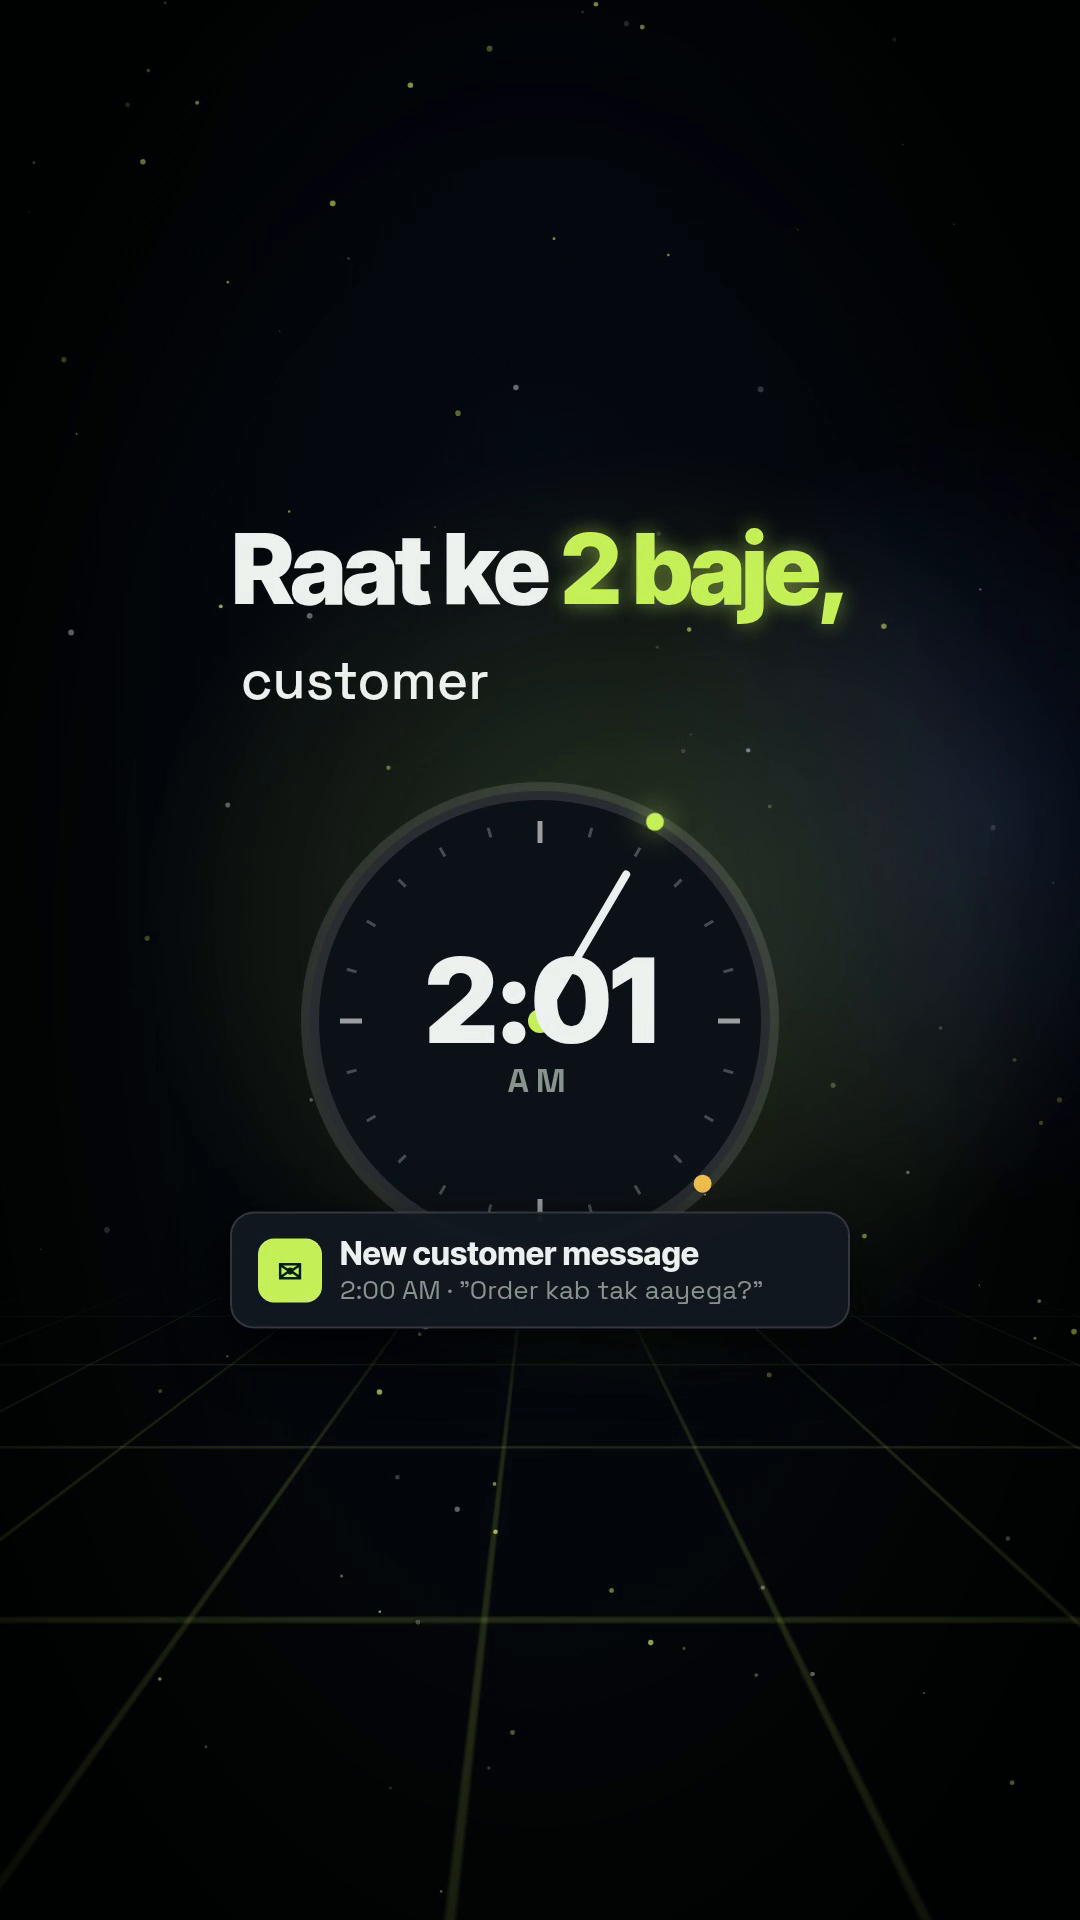 Raat ke 2 baje,
customer
2:01
AM
New customer message
2:00 AM · ”Order kab tak aayega?”